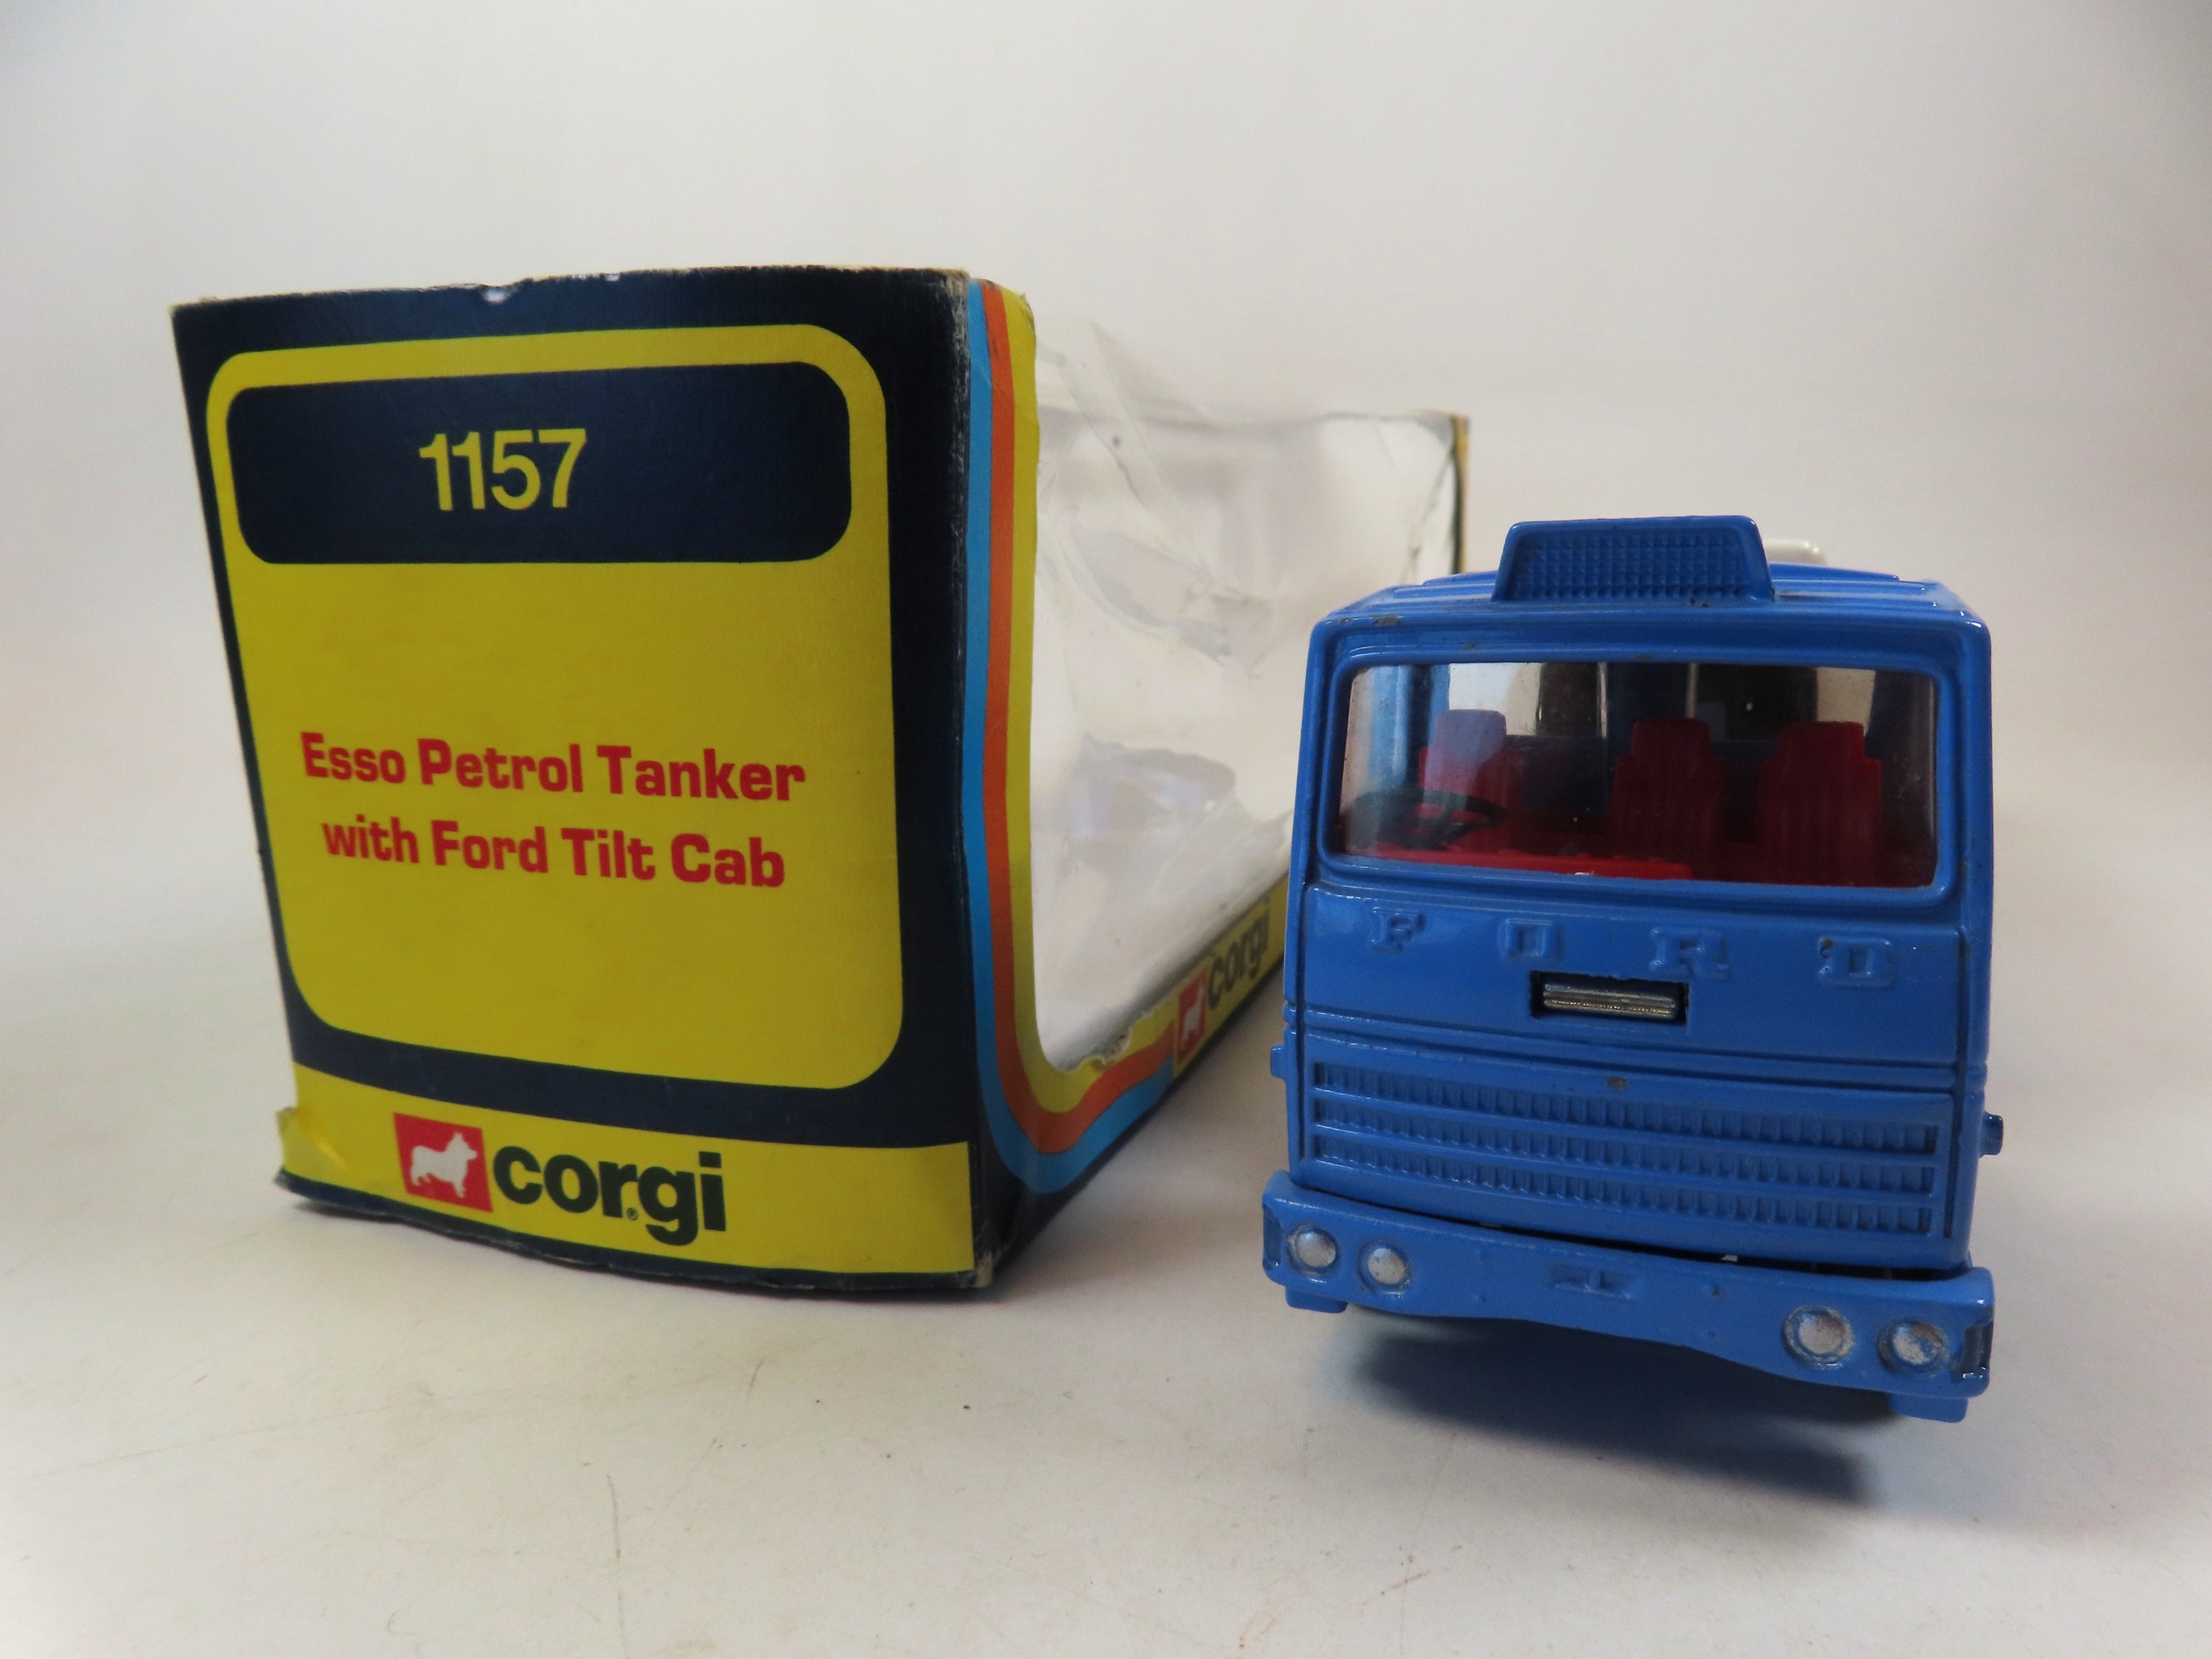 1157
Esso Petrol Tanker
with Ford Tilt Cab
corgi®
corgi
FORD